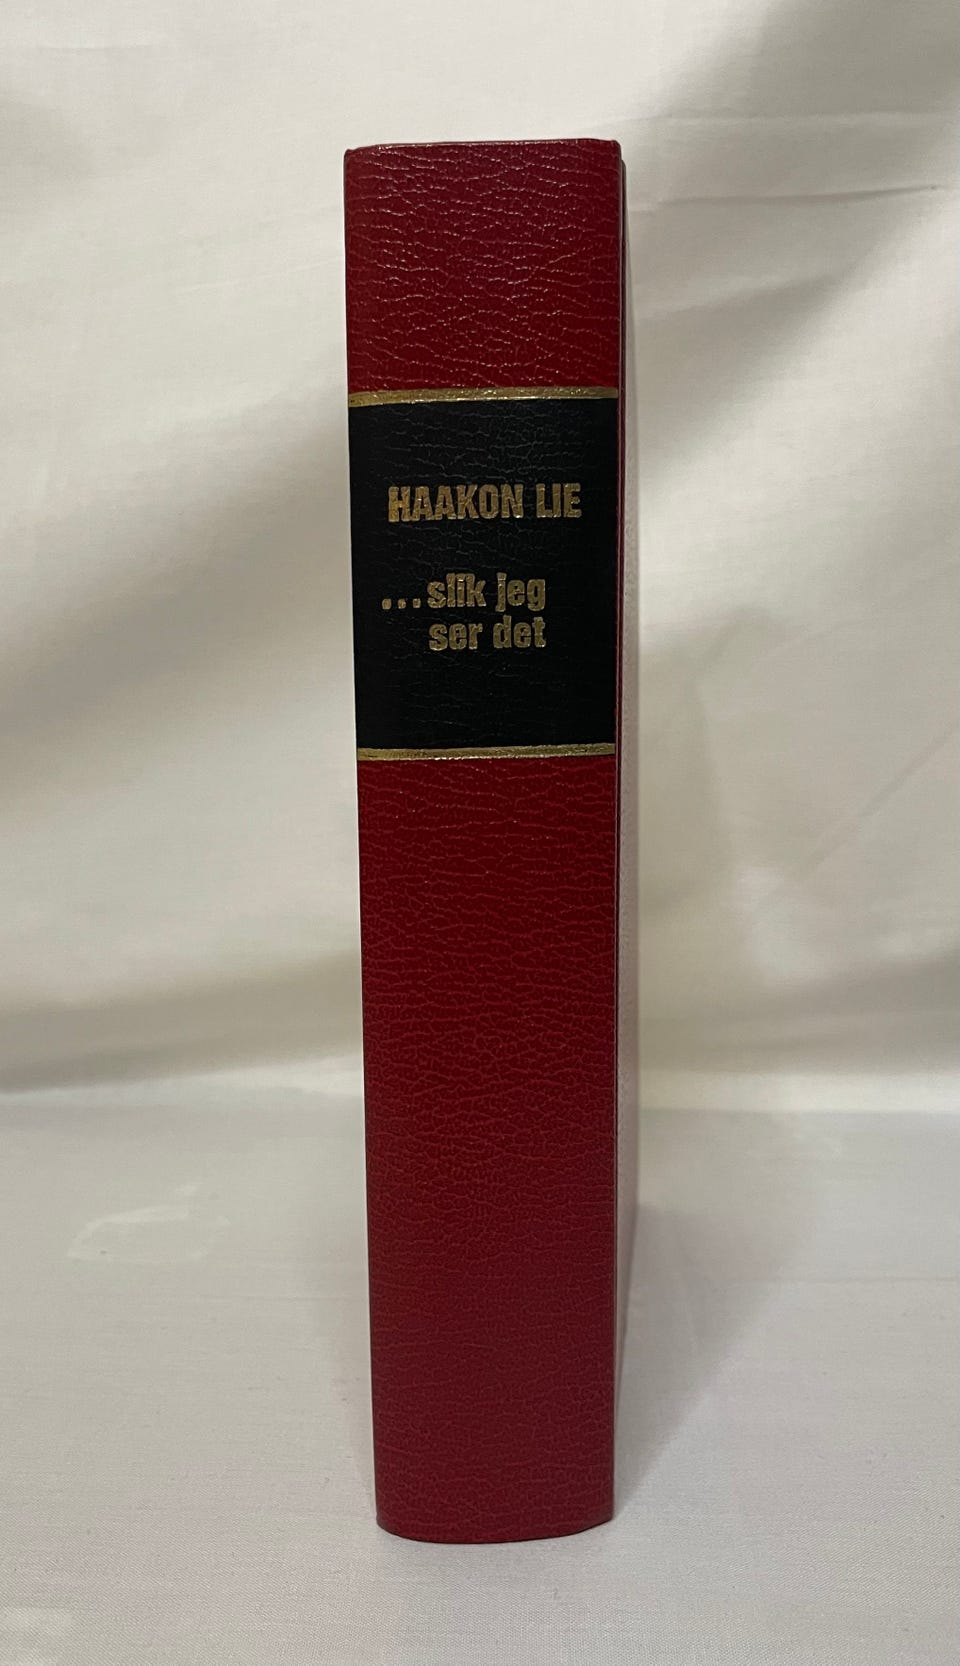 HAAKON LIE
...slik jeg
ser det